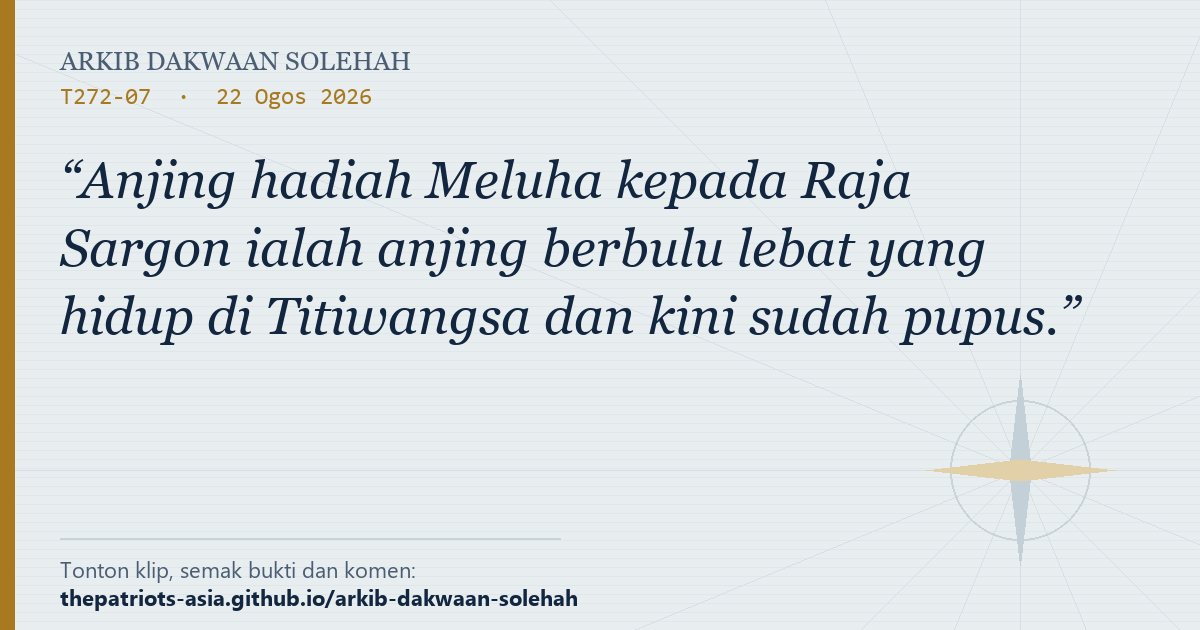 ARKIB DAKWAAN SOLEHAH
T272-07 · 22 Ogos 2026
“Anjing hadiah Meluha kepada Raja
Sargon ialah anjing berbulu lebat yang
hidup di Titiwangsa dan kini sudah pupus.”
Tonton klip, semak bukti dan komen:
thepatriots-asia.github.io/arkib-dakwaan-solehah